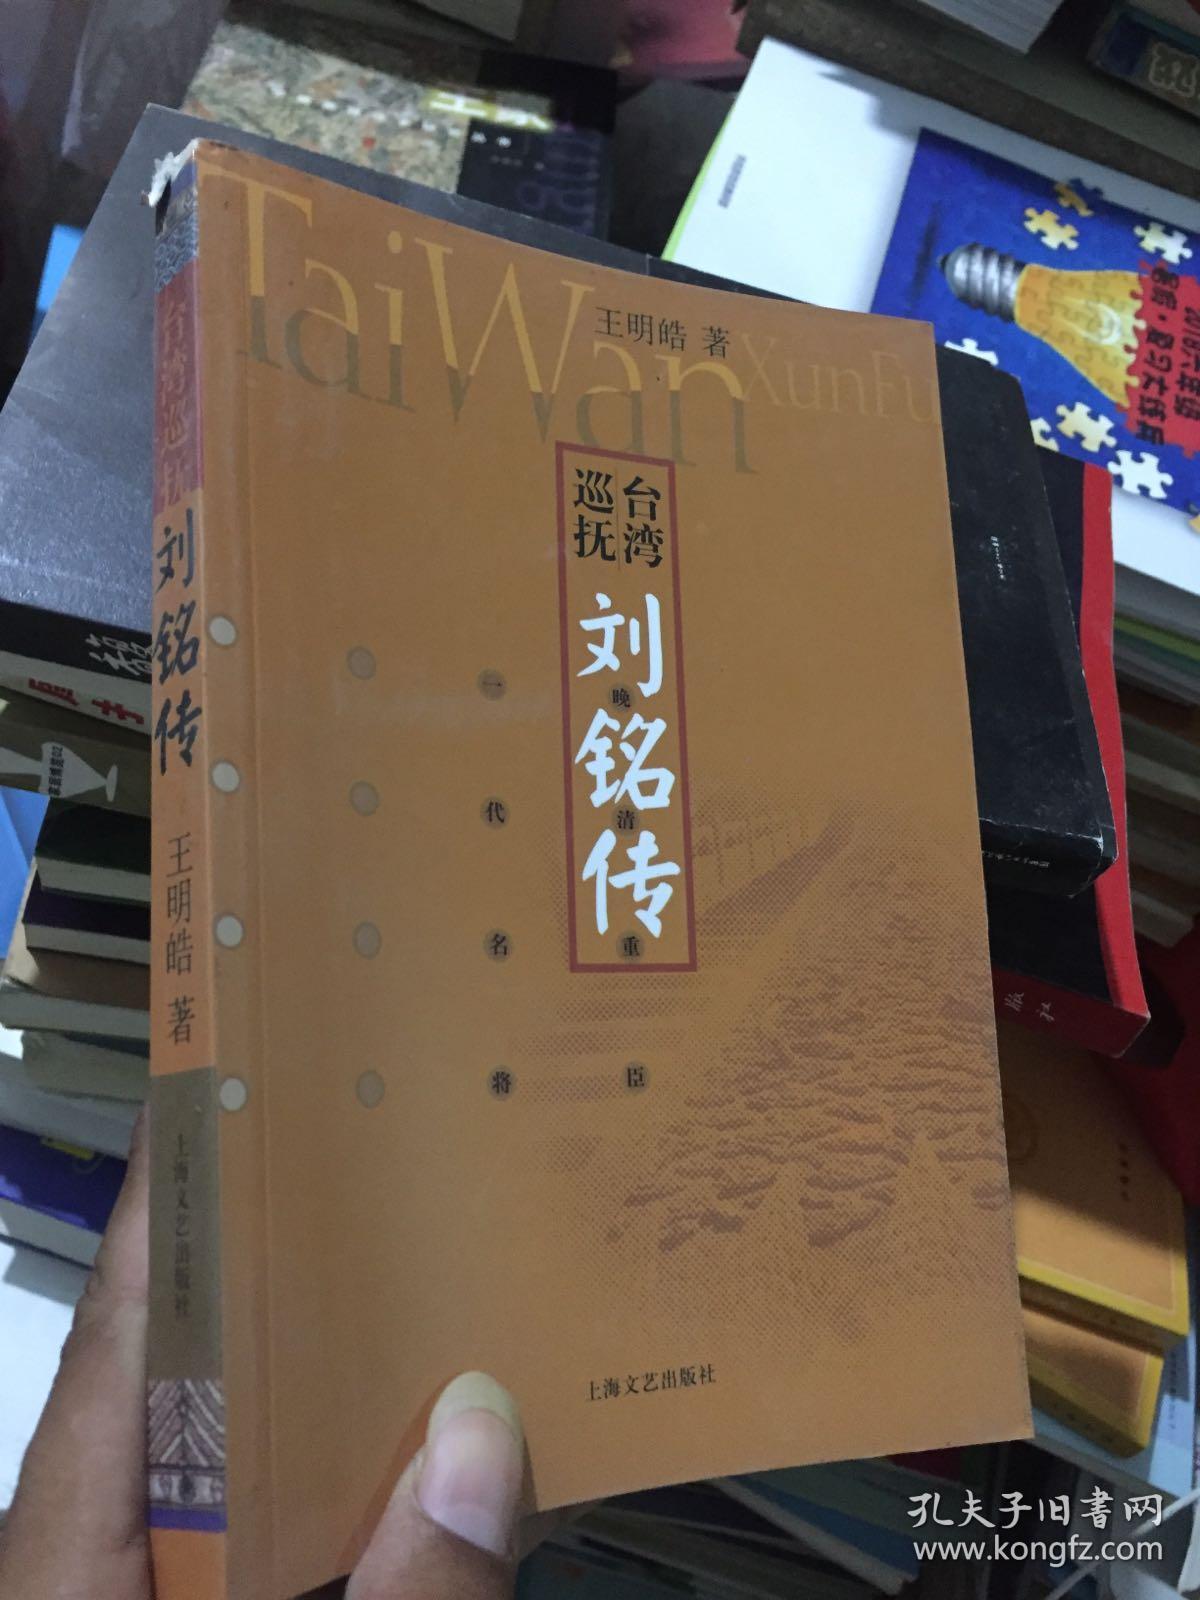 TaiWan
XunFu
王明皓 著
台湾
巡抚
刘铭传
晚清重臣
一代名将
上海文艺出版社
台湾巡抚
刘铭传
王明皓 著
上海文艺出版社
版社
孔夫子旧书网
www.kongfz.com